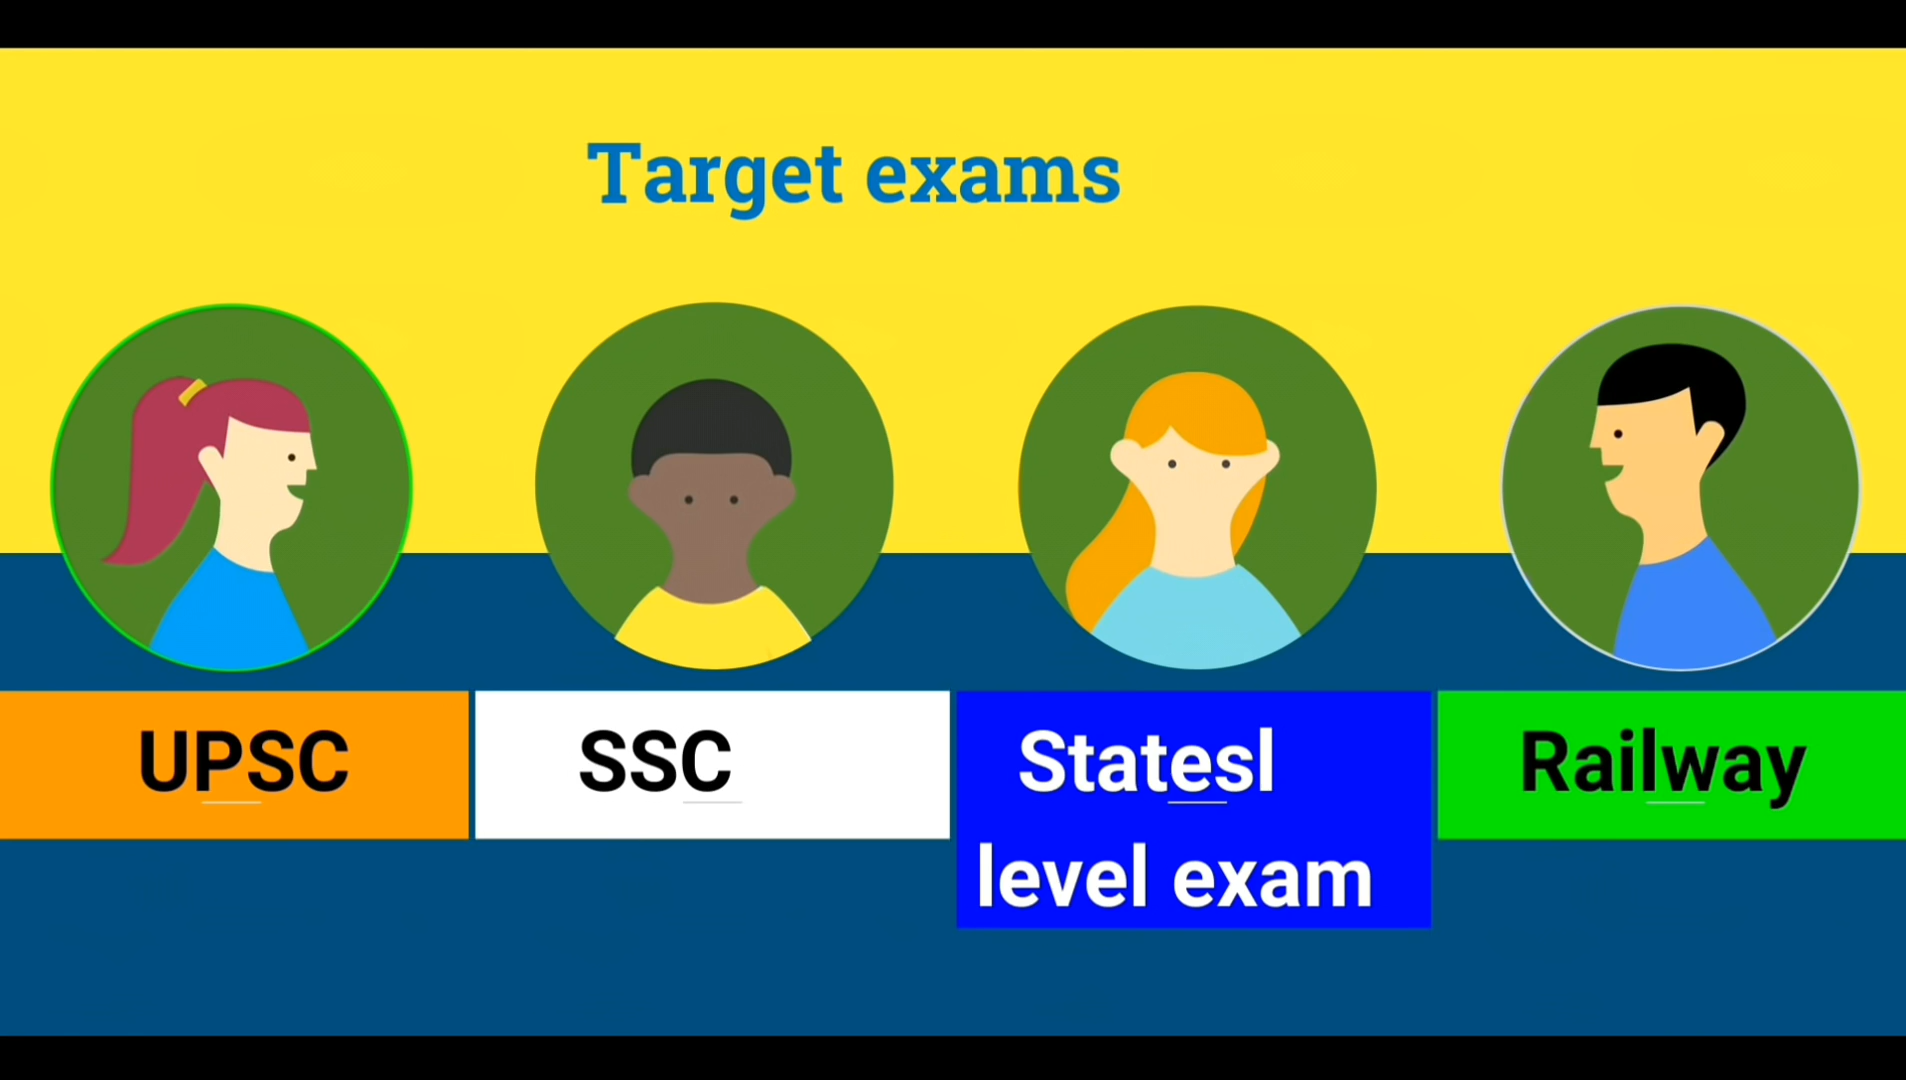 Target exams
UPSC
SSC
Statesl
level exam
Railway